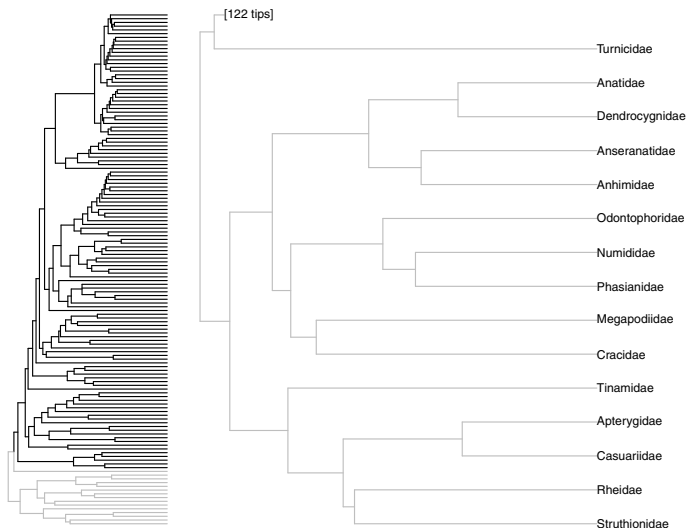 [122 tips]
Turnicidae
Anatidae
Dendrocygnidae
Anseranatidae
Anhimidae
Odontophoridae
Numididae
Phasianidae
Megapodiidae
Cracidae
Tinamidae
Apterygidae
Casuariidae
Rheidae
Struthionidae